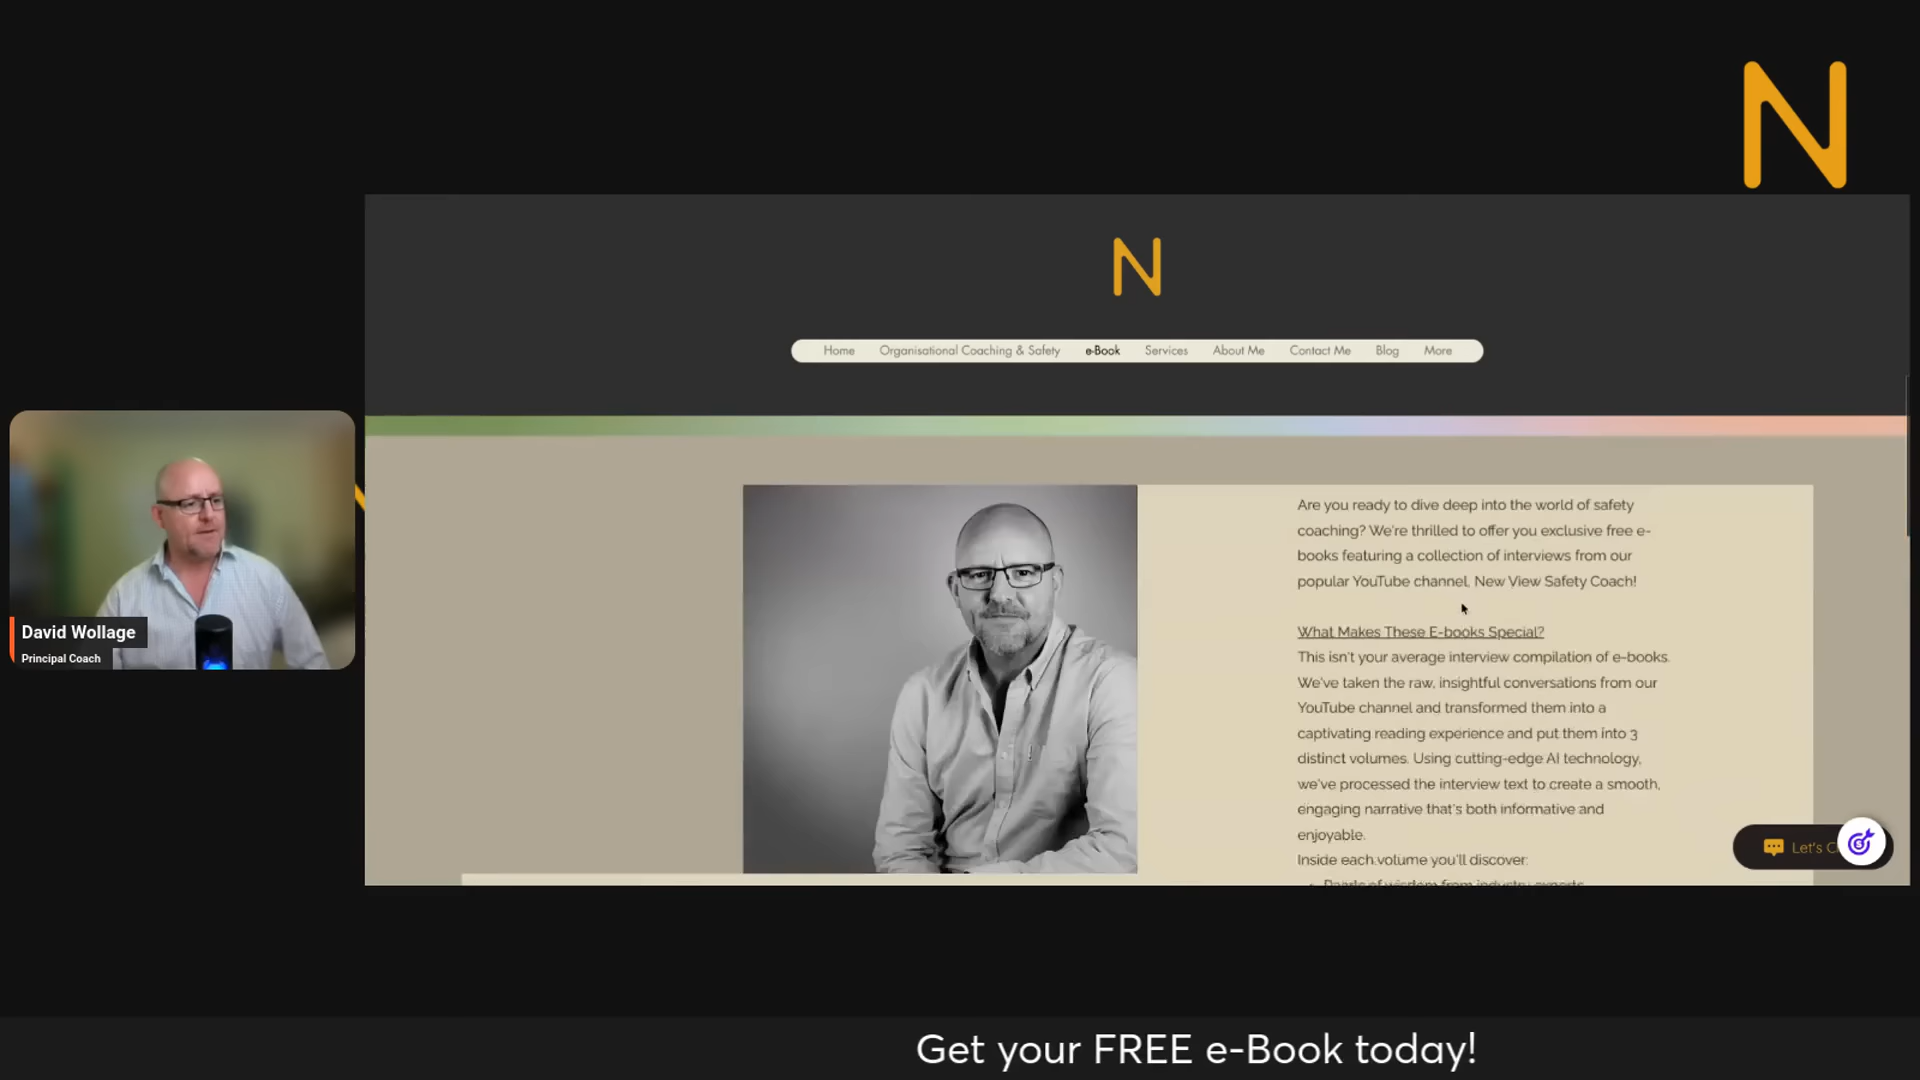 N
N
Home Organisational Coaching & Safety e-Book Services About Me Contact Me Blog More
Are you ready to dive deep into the world of safety
coaching? We're thrilled to offer you exclusive free e-
books featuring a collection of interviews from our
popular YouTube channel, New View Safety Coach!
What Makes These E-books Special?
This isn't your average interview compilation of e-books.
We've taken the raw, insightful conversations from our
YouTube channel and transformed them into a
captivating reading experience and put them into 3
distinct volumes. Using cutting-edge AI technology,
we've processed the interview text to create a smooth,
engaging narrative that's both informative and
enjoyable.
Inside each volume you'll discover:
Pearls of wisdom from industry experts
David Wollage
Principal Coach
Let's C
Get your FREE e-Book today!